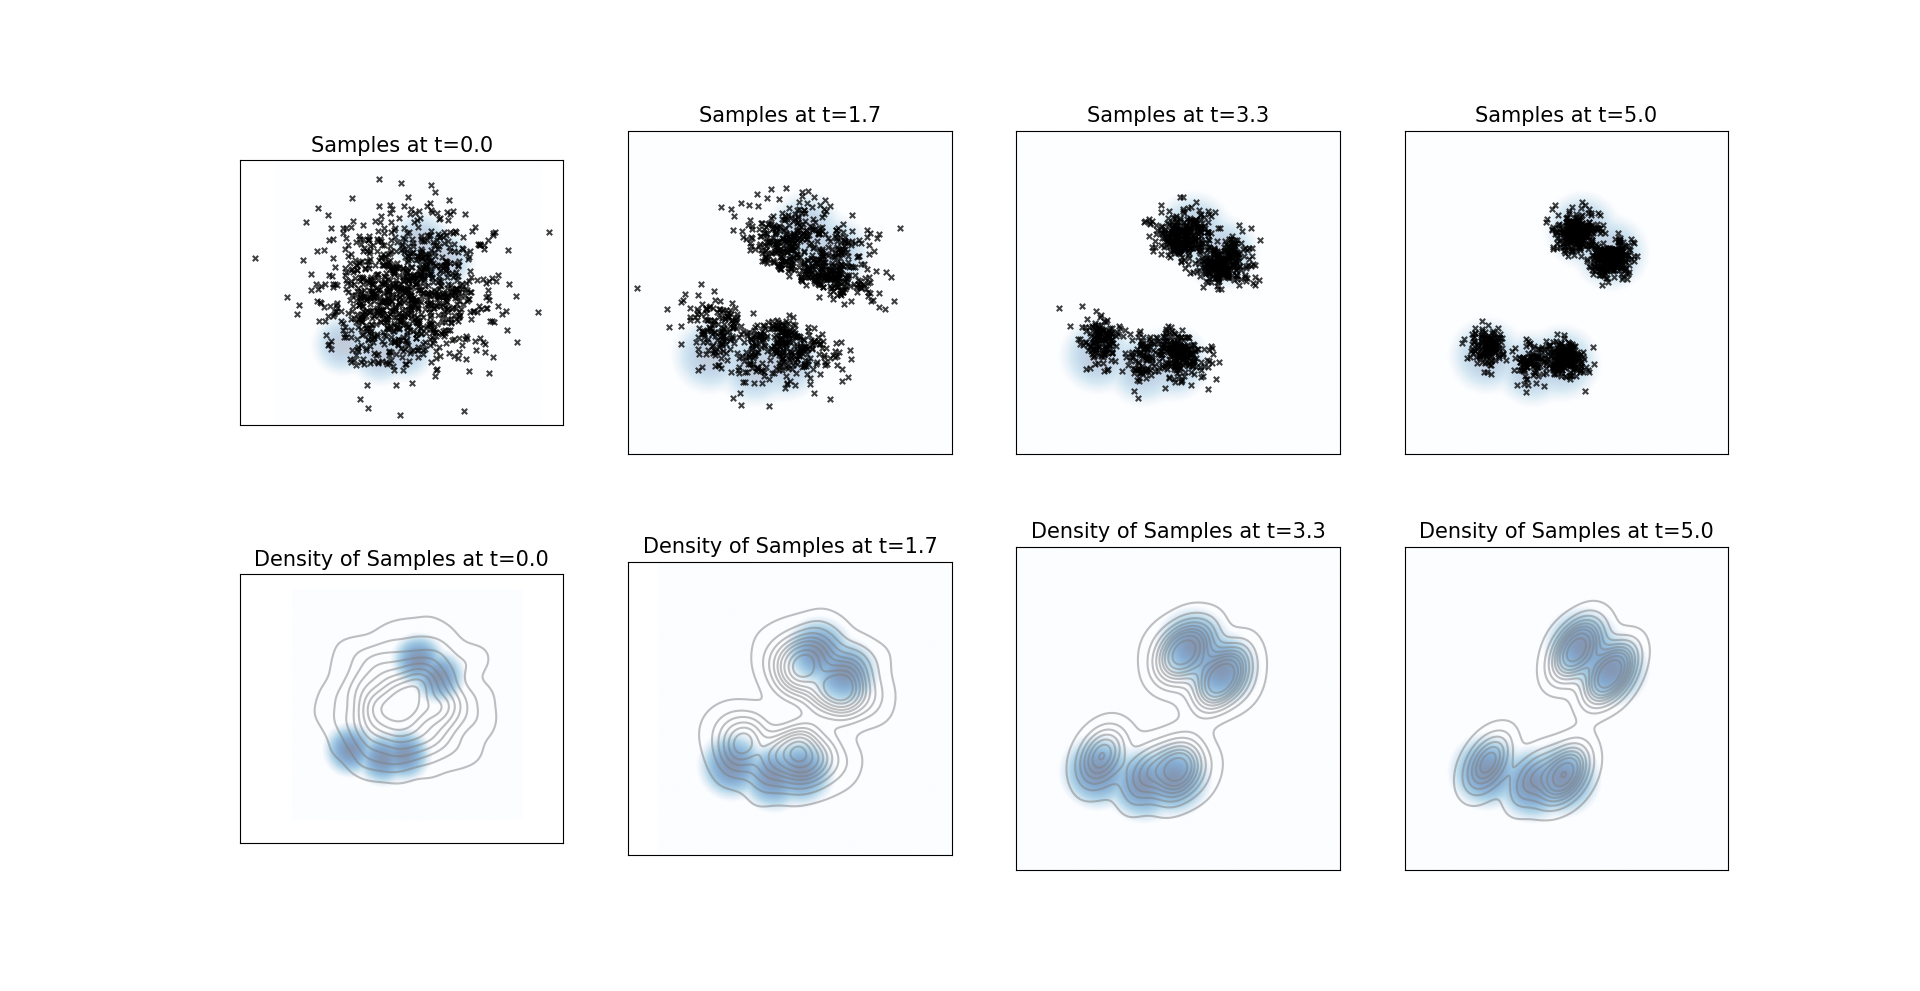 Samples at t=0.0
Samples at t=1.7
Samples at t=3.3
Samples at t=5.0
Density of Samples at t=0.0
Density of Samples at t=1.7
Density of Samples at t=3.3
Density of Samples at t=5.0